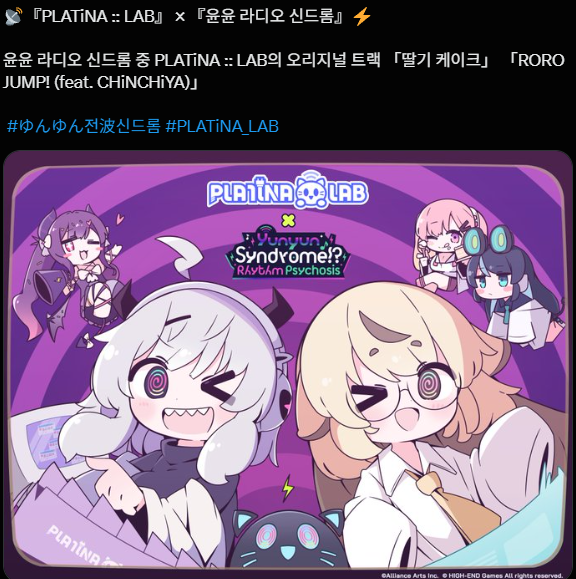 📡『PLATiNA :: LAB』 × 『윤윤 라디오 신드롬』⚡
윤윤 라디오 신드롬 중 PLATiNA :: LAB의 오리지널 트랙 「딸기 케이크」 「RORO
JUMP! (feat. CHiNCHiYA)」
#ゆんゆん전波신드롬 #PLATiNA_LAB
PLATiNA LAB
×
Yunyun
Syndrome!?
Rhythm Psychosis
PLATiNA
©Alliance Arts Inc. © HIGH-END Games All rights reserved.